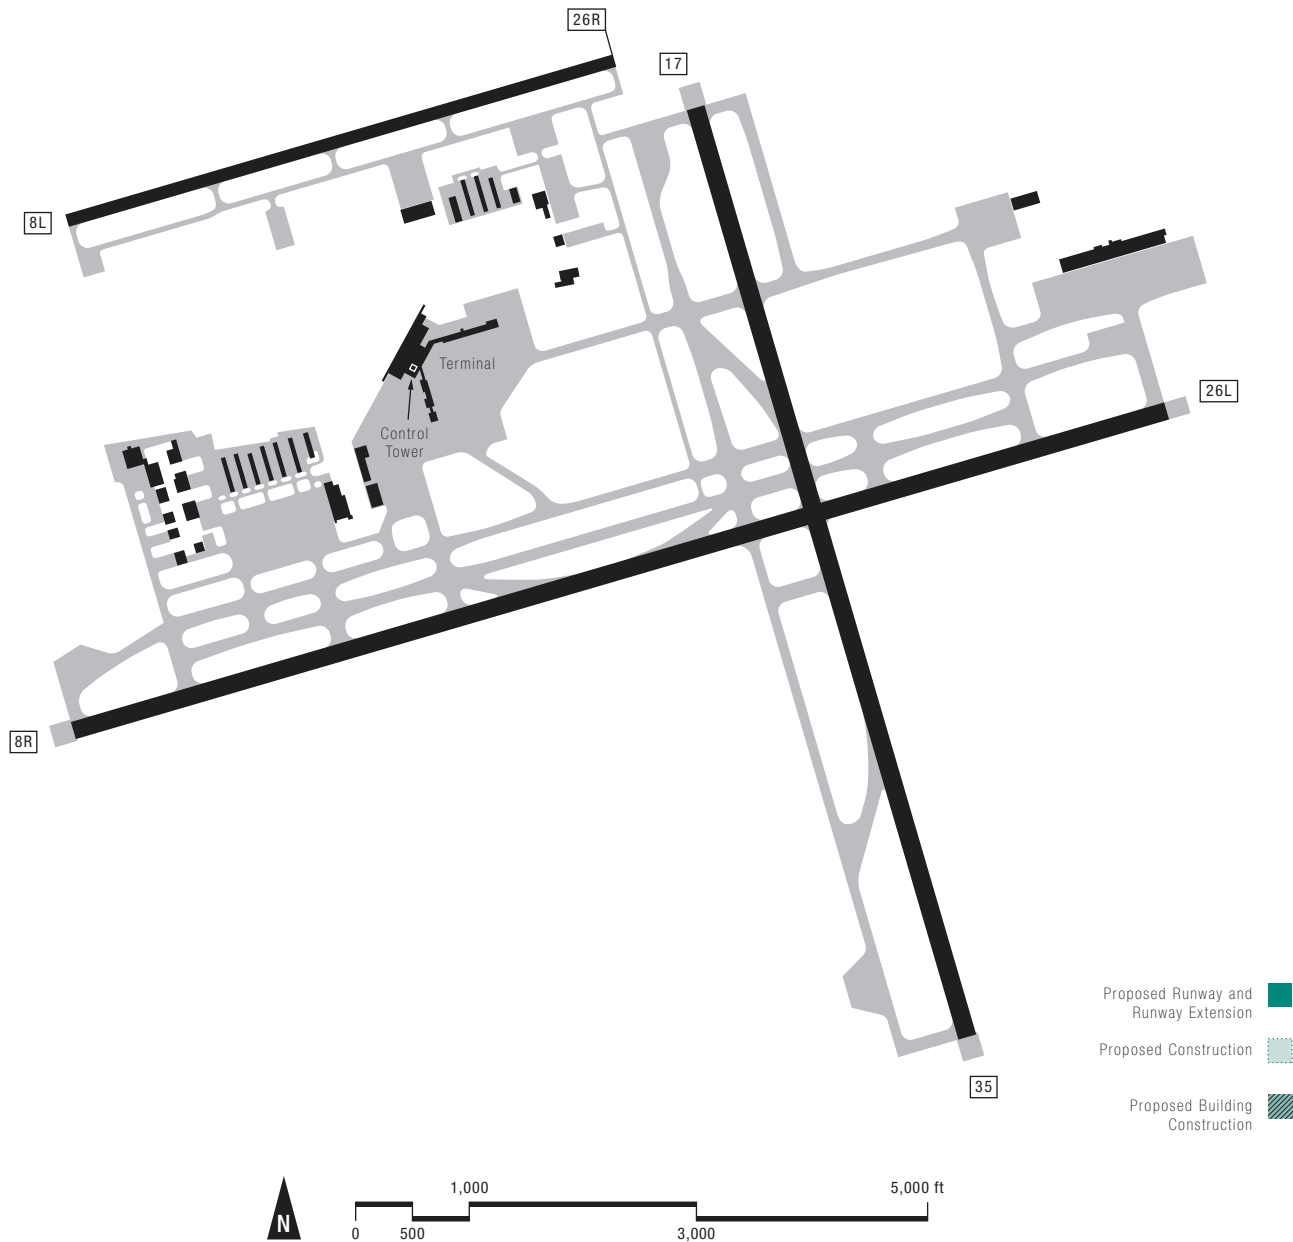 26R
17
8L
26L
Terminal
Control
Tower
8R
35
Proposed Runway and
Runway Extension
Proposed Construction
Proposed Building
Construction
N
1,000
5,000 ft
0
500
3,000